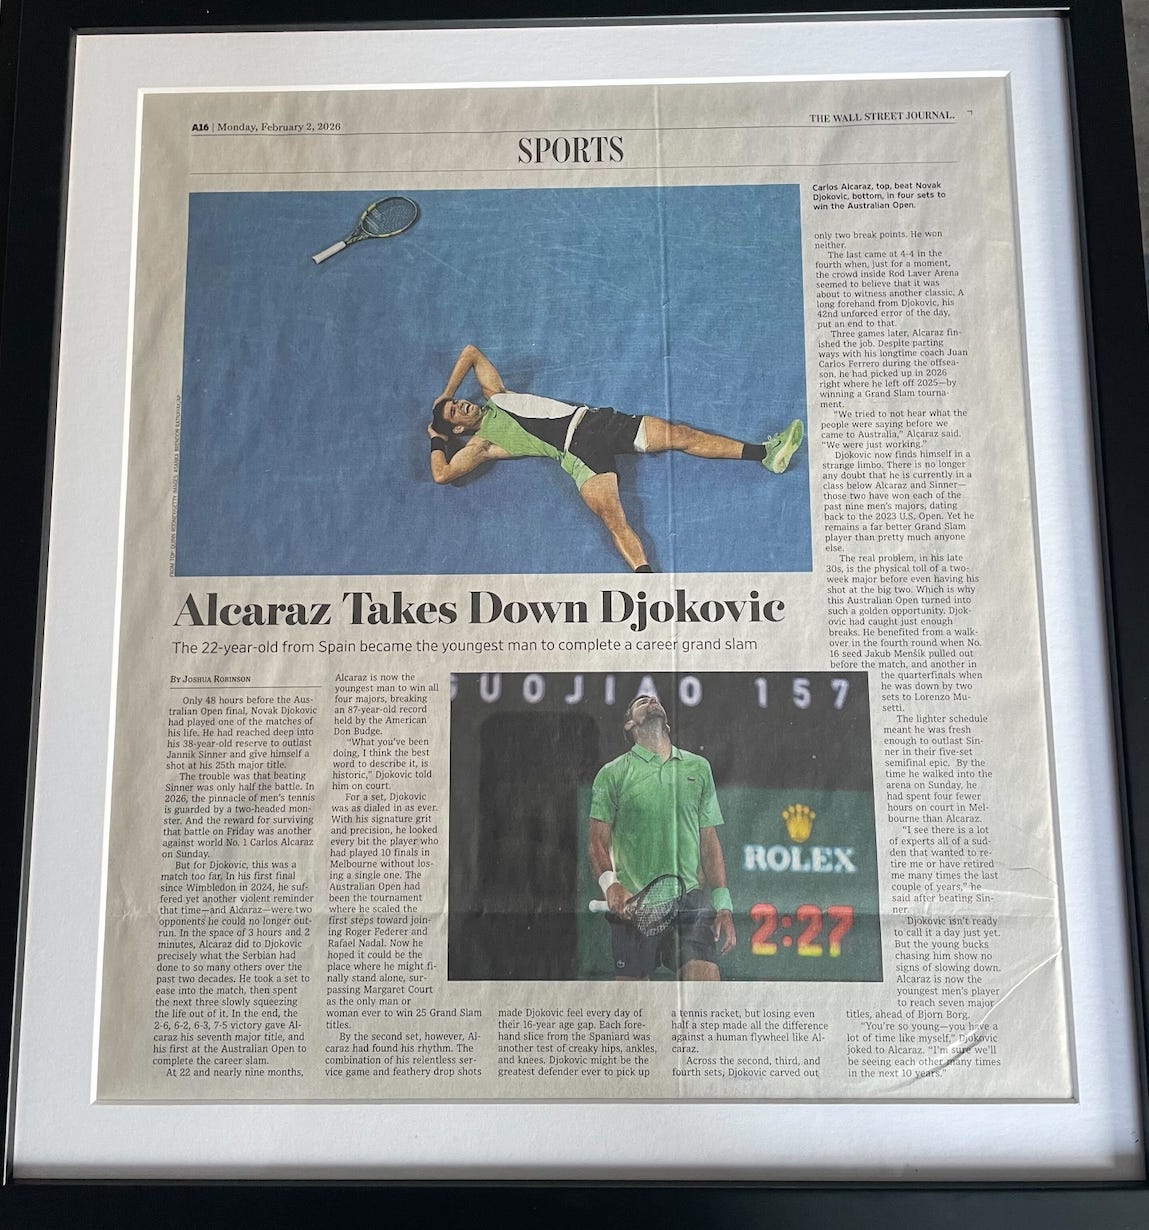 A16 | Monday, February 2, 2026
THE WALL STREET JOURNAL.
SPORTS
FROM TOP: QUINN ROONEY/GETTY IMAGES;
Carlos Alcaraz, top, beat Novak
Djokovic, bottom, in four sets to
win the Australian Open.
Alcaraz Takes Down Djokovic
The 22-year-old from Spain became the youngest man to complete a career grand slam
BY JOSHUA ROBINSON
Only 48 hours before the Aus-
tralian Open final, Novak Djokovic
had played one of the matches of
his life. He had reached deep into
his 38-year-old reserve to outlast
Jannik Sinner and give himself a
shot at his 25th major title.
The trouble was that beating
Sinner was only half the battle. In
2026, the pinnacle of men's tennis
is guarded by a two-headed mon-
ster. And the reward for surviving
that battle on Friday was another
against world No. 1 Carlos Alcaraz
on Sunday.
But for Djokovic, this was a
match too far. In his first final
since Wimbledon in 2024, he suf-
fered yet another violent reminder
that time—and Alcaraz—were two
opponents he could no longer out-
run. In the space of 3 hours and 2
minutes, Alcaraz did to Djokovic
precisely what the Serbian had
done to so many others over the
past two decades. He took a set to
ease into the match, then spent
the next three slowly squeezing
the life out of it. In the end, the
2-6, 6-2, 6-3, 7-5 victory gave Al-
caraz his seventh major title, and
his first at the Australian Open to
complete the career slam.
At 22 and nearly nine months,
Alcaraz is now the
youngest man to win all
four majors, breaking
an 87-year-old record
held by the American
Don Budge.
"What you've been
doing, I think the best
word to describe it, is
historic," Djokovic told
him on court.
For a set, Djokovic
was as dialed in as ever.
With his signature grit
and precision, he looked
every bit the player who
had played 10 finals in
Melbourne without los-
ing a single one. The
Australian Open had
been the tournament
where he scaled the
first steps toward join-
ing Roger Federer and
Rafael Nadal. Now he
hoped it could be the
place where he might fi-
nally stand alone, sur-
passing Margaret Court
as the only man or
woman ever to win 25 Grand Slam
titles.
By the second set, however, Al-
caraz had found his rhythm. The
combination of his relentless ser-
vice game and feathery drop shots
GUOJIAO 157
ROLEX
2:27
made Djokovic feel every day of
their 16-year age gap. Each fore-
hand slice from the Spaniard was
another test of creaky hips, ankles,
and knees. Djokovic might be the
greatest defender ever to pick up
a tennis racket, but losing even
half a step made all the difference
against a human flywheel like Al-
caraz.
Across the second, third, and
fourth sets, Djokovic carved out
only two break points. He won
neither.
The last came at 4-4 in the
fourth when, just for a moment,
the crowd inside Rod Laver Arena
seemed to believe that it was
about to witness another classic. A
long forehand from Djokovic, his
42nd unforced error of the day,
put an end to that.
Three games later, Alcaraz fin-
ished the job. Despite parting
ways with his longtime coach Juan
Carlos Ferrero during the offsea-
son, he had picked up in 2026
right where he left off 2025—by
winning a Grand Slam tourna-
ment.
"We tried to not hear what the
people were saying before we
came to Australia," Alcaraz said.
"We were just working."
Djokovic now finds himself in a
strange limbo. There is no longer
any doubt that he is currently in a
class below Alcaraz and Sinner—
those two have won each of the
past nine men's majors, dating
back to the 2023 U.S. Open. Yet he
remains a far better Grand Slam
player than pretty much anyone
else.
The real problem, in his late
30s, is the physical toll of a two-
week major before even having his
shot at the big two. Which is why
this Australian Open turned into
such a golden opportunity. Djok-
ovic had caught just enough
breaks. He benefited from a walk-
over in the fourth round when No.
16 seed Jakub Menšík pulled out
before the match, and another in
the quarterfinals when
he was down by two
sets to Lorenzo Mu-
setti.
The lighter schedule
meant he was fresh
enough to outlast Sin-
ner in their five-set
semifinal epic. By the
time he walked into the
arena on Sunday, he
had spent four fewer
hours on court in Mel-
bourne than Alcaraz.
"I see there is a lot
of experts all of a sud-
den that wanted to re-
tire me or have retired
me many times the last
couple of years," he
said after beating Sin-
ner.
Djokovic isn't ready
to call it a day just yet.
But the young bucks
chasing him show no
signs of slowing down.
Alcaraz is now the
youngest men's player
to reach seven major
titles, ahead of Bjorn Borg.
"You're so young—you have a
lot of time like myself," Djokovic
joked to Alcaraz. "I'm sure we'll
be seeing each other many times
in the next 10 years."